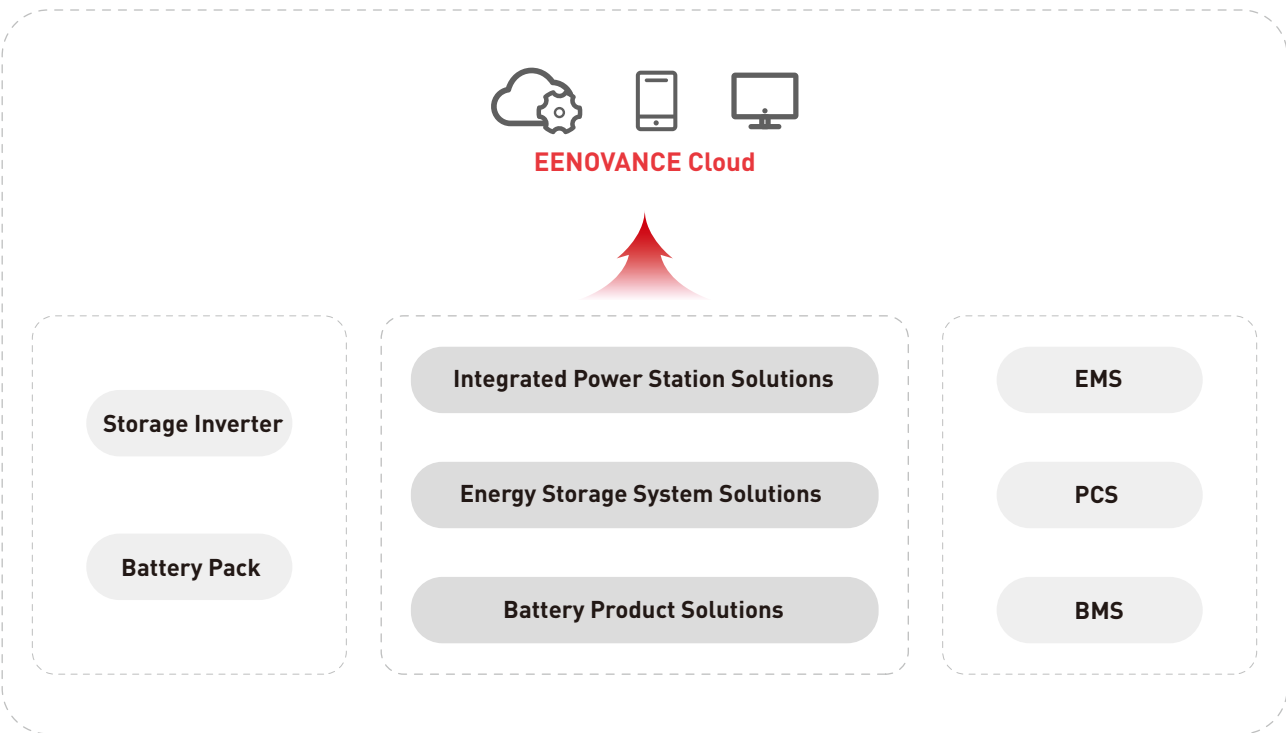 EENOVANCE Cloud
Storage Inverter
Battery Pack
Integrated Power Station Solutions
Energy Storage System Solutions
Battery Product Solutions
EMS
PCS
BMS